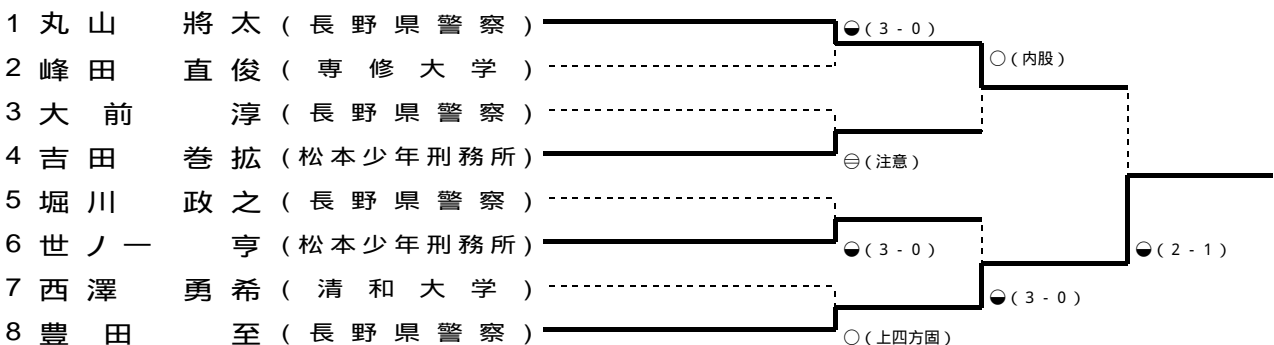 1 丸山 將太 (長野県警察)
◒(3-0)
○(内股)
2 峰田 直俊 (専修大学)
3 大前 淳 (長野県警察)
4 吉田 巻拡 (松本少年刑務所)
⊖(注意)
5 堀川 政之 (長野県警察)
6 世ノ一 亨 (松本少年刑務所)
◒(3-0)
◒(2-1)
7 西澤 勇希 (清和大学)
◒(3-0)
8 豊田 至 (長野県警察)
○(上四方固)